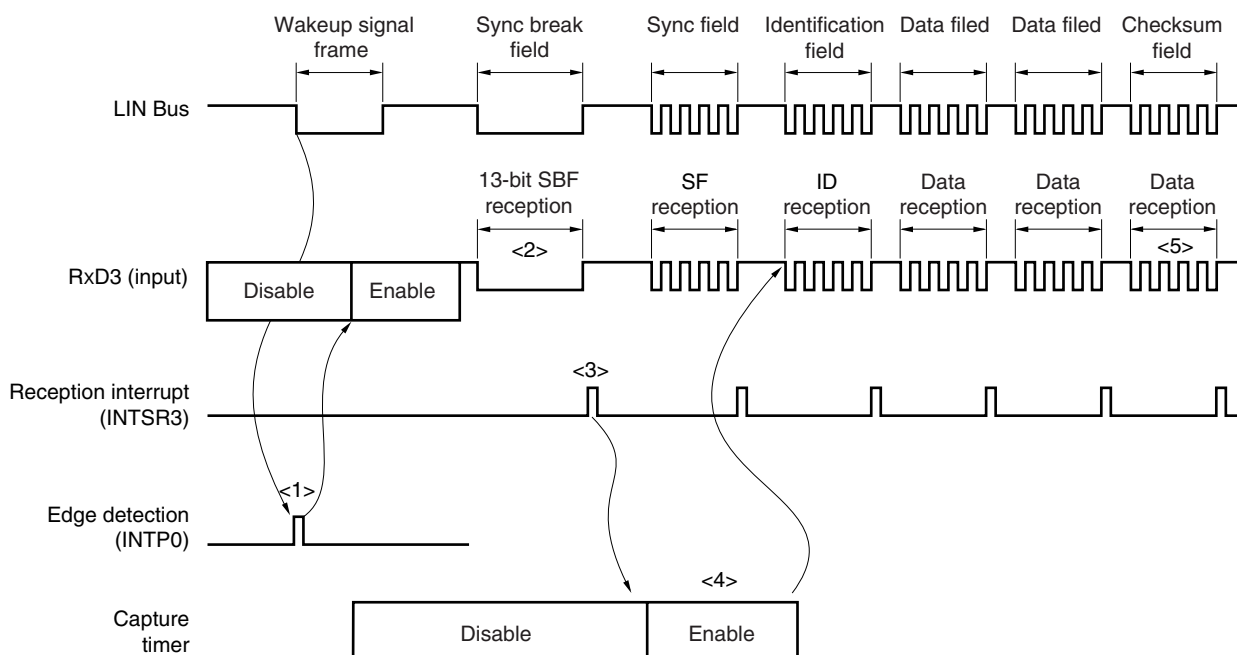 Wakeup signal
frame
Sync break
field
Sync field
Identification
field
Data filed
Data filed
Checksum
field
LIN Bus
13-bit SBF
reception
SF
reception
ID
reception
Data
reception
Data
reception
Data
reception
<2>
<5>
RxD3 (input)
Disable
Enable
Reception interrupt
(INTSR3)
<3>
Edge detection
(INTP0)
<1>
Capture
timer
Disable
<4>
Enable